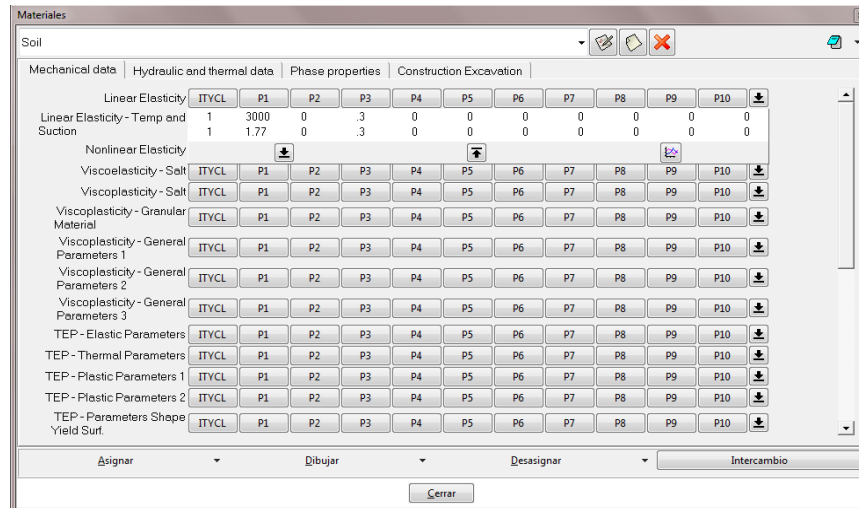 Materiales
Soil
Mechanical data Hydraulic and thermal data Phase properties Construction Excavation
Linear Elasticity ITYCL P1 P2 P3 P4 P5 P6 P7 P8 P9 P10
Linear Elasticity - Temp and 1 3000 0 .3 0 0 0 0 0 0 0
Suction 1 1.77 0 .3 0 0 0 0 0 0 0
Nonlinear Elasticity
Viscoelasticity - Salt ITYCL P1 P2 P3 P4 P5 P6 P7 P8 P9 P10
Viscoplasticity - Salt ITYCL P1 P2 P3 P4 P5 P6 P7 P8 P9 P10
Viscoplasticity - Granular
Material ITYCL P1 P2 P3 P4 P5 P6 P7 P8 P9 P10
Viscoplasticity - General
Parameters 1 ITYCL P1 P2 P3 P4 P5 P6 P7 P8 P9 P10
Viscoplasticity - General
Parameters 2 ITYCL P1 P2 P3 P4 P5 P6 P7 P8 P9 P10
Viscoplasticity - General
Parameters 3 ITYCL P1 P2 P3 P4 P5 P6 P7 P8 P9 P10
TEP - Elastic Parameters ITYCL P1 P2 P3 P4 P5 P6 P7 P8 P9 P10
TEP - Thermal Parameters ITYCL P1 P2 P3 P4 P5 P6 P7 P8 P9 P10
TEP - Plastic Parameters 1 ITYCL P1 P2 P3 P4 P5 P6 P7 P8 P9 P10
TEP - Plastic Parameters 2 ITYCL P1 P2 P3 P4 P5 P6 P7 P8 P9 P10
TEP - Parameters Shape
Yield Surf. ITYCL P1 P2 P3 P4 P5 P6 P7 P8 P9 P10
Asignar Dibujar Desasignar Intercambio
Cerrar